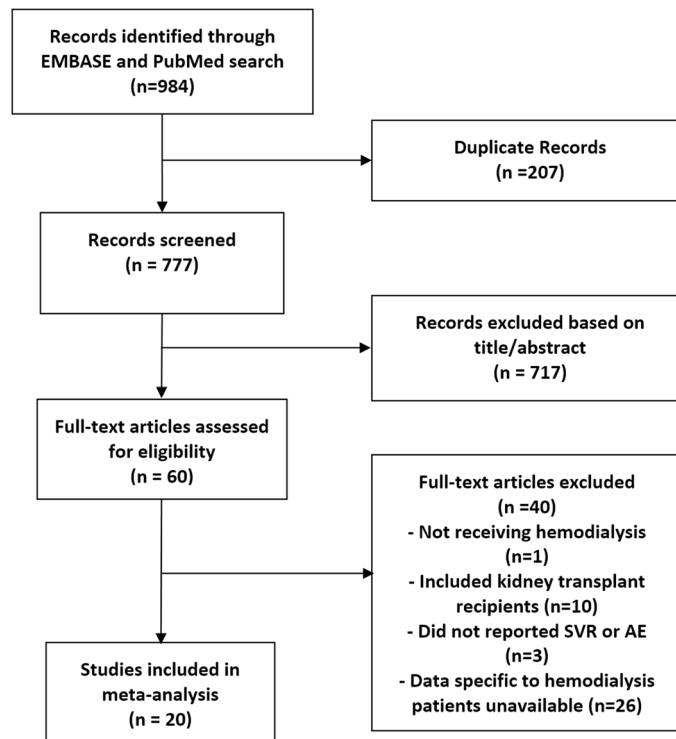 Records identified through
EMBASE and PubMed search
(n=984)
Duplicate Records
(n =207)
Records screened
(n = 777)
Records excluded based on
title/abstract
(n = 717)
Full-text articles assessed
for eligibility
(n = 60)
Full-text articles excluded
(n =40)
- Not receiving hemodialysis
(n=1)
- Included kidney transplant
recipients (n=10)
- Did not reported SVR or AE
(n=3)
- Data specific to hemodialysis
patients unavailable (n=26)
Studies included in
meta-analysis
(n = 20)